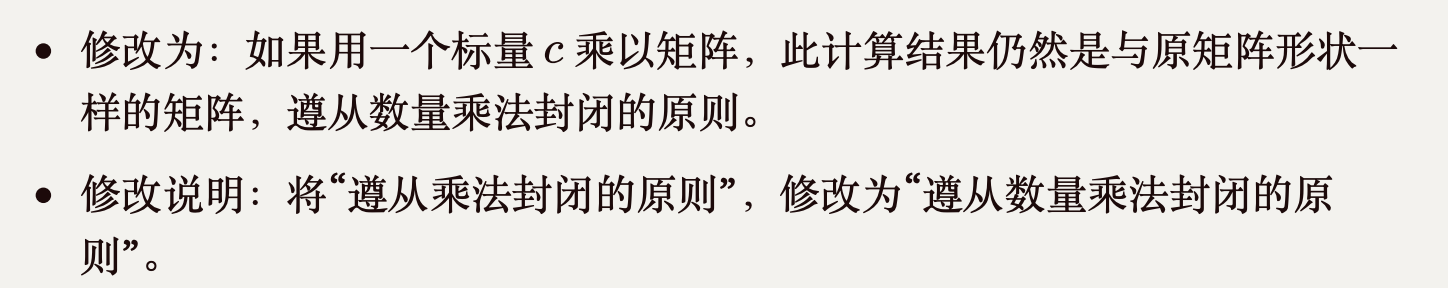 • 修改为：如果用一个标量 c 乘以矩阵，此计算结果仍然是与原矩阵形状一
样的矩阵，遵从数量乘法封闭的原则。
• 修改说明：将“遵从乘法封闭的原则”，修改为“遵从数量乘法封闭的原
则”。